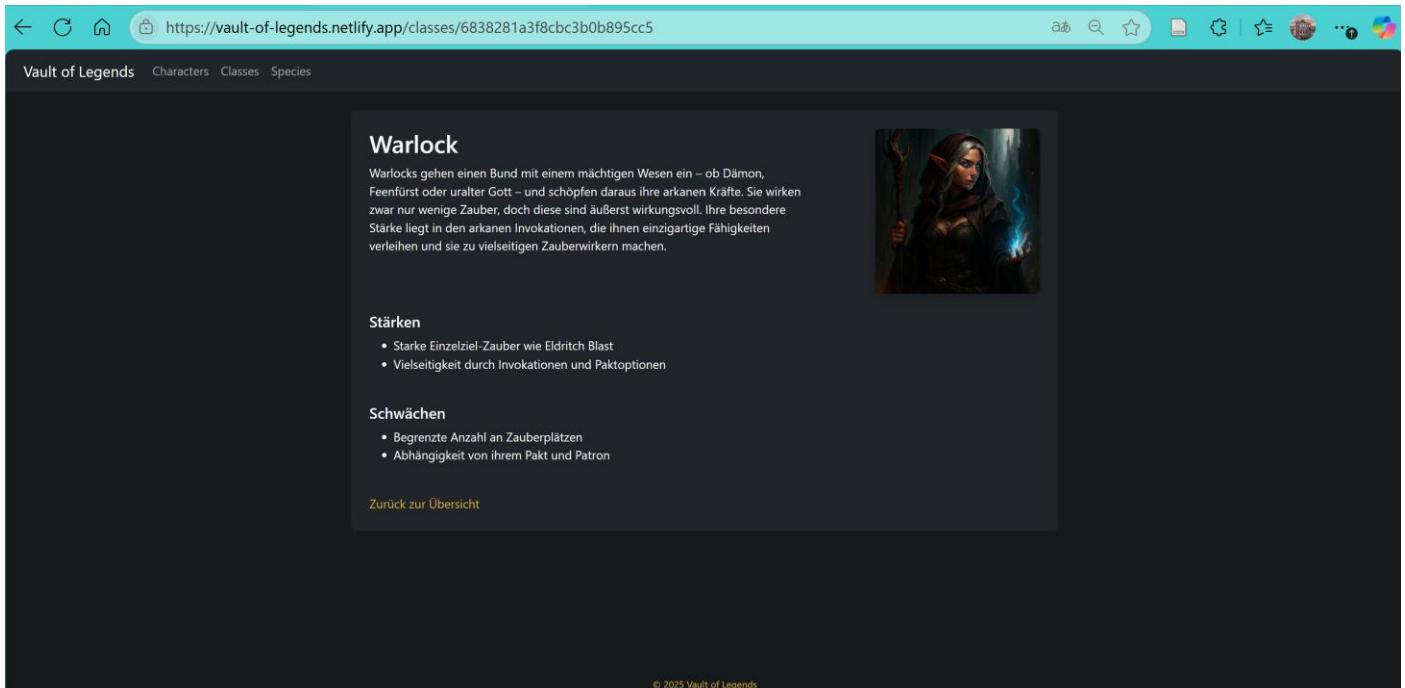 https://vault-of-legends.netlify.app/classes/6838281a3f8cbc3b0b895cc5
Vault of Legends Characters Classes Species
Warlock
Warlocks gehen einen Bund mit einem mächtigen Wesen ein – ob Dämon,
Feenfürst oder uralter Gott – und schöpfen daraus ihre arkanen Kräfte. Sie wirken
zwar nur wenige Zauber, doch diese sind äußerst wirkungsvoll. Ihre besondere
Stärke liegt in den arkanen Invokationen, die ihnen einzigartige Fähigkeiten
verleihen und sie zu vielseitigen Zauberwirkern machen.
Stärken
• Starke Einzelziel-Zauber wie Eldritch Blast
• Vielseitigkeit durch Invokationen und Paktoptionen
Schwächen
• Begrenzte Anzahl an Zauberplätzen
• Abhängigkeit von ihrem Pakt und Patron
Zurück zur Übersicht
© 2025 Vault of Legends